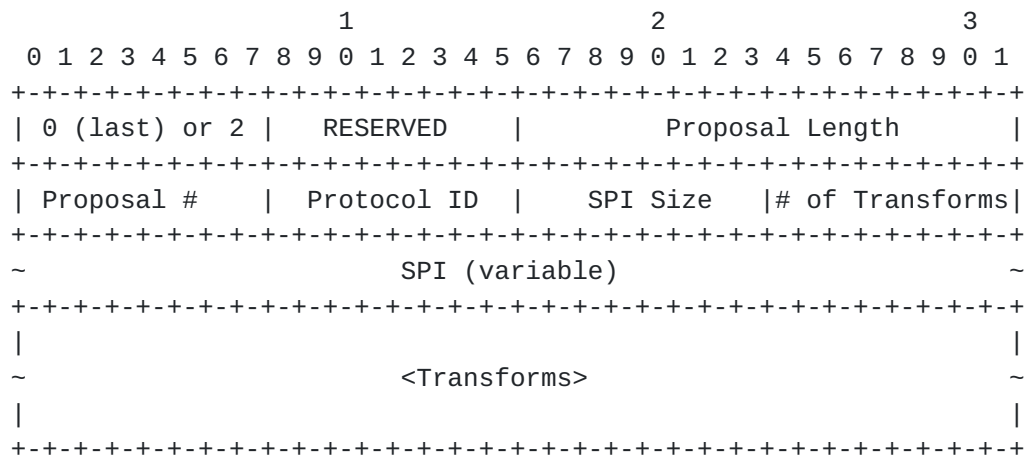 1                   2                   3
 0 1 2 3 4 5 6 7 8 9 0 1 2 3 4 5 6 7 8 9 0 1 2 3 4 5 6 7 8 9 0 1
+-+-+-+-+-+-+-+-+-+-+-+-+-+-+-+-+-+-+-+-+-+-+-+-+-+-+-+-+-+-+-+-+
| 0 (last) or 2 |   RESERVED    |         Proposal Length       |
+-+-+-+-+-+-+-+-+-+-+-+-+-+-+-+-+-+-+-+-+-+-+-+-+-+-+-+-+-+-+-+-+
| Proposal #    |  Protocol ID  |    SPI Size   |# of Transforms|
+-+-+-+-+-+-+-+-+-+-+-+-+-+-+-+-+-+-+-+-+-+-+-+-+-+-+-+-+-+-+-+-+
~                        SPI (variable)                         ~
+-+-+-+-+-+-+-+-+-+-+-+-+-+-+-+-+-+-+-+-+-+-+-+-+-+-+-+-+-+-+-+-+
|                                                               |
~                        <Transforms>                           ~
|                                                               |
+-+-+-+-+-+-+-+-+-+-+-+-+-+-+-+-+-+-+-+-+-+-+-+-+-+-+-+-+-+-+-+-+